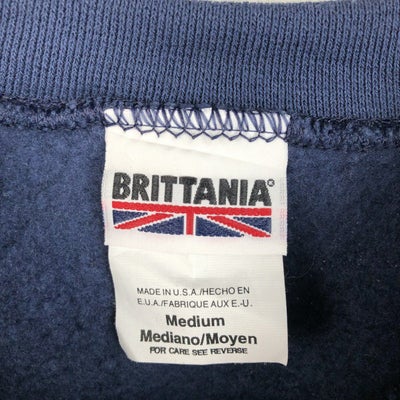 BRITTANIA®
MADE IN U.S.A./HECHO EN
E.U.A./FABRIQUE AUX E.-U.
Medium
Mediano/Moyen
FOR CARE SEE REVERSE